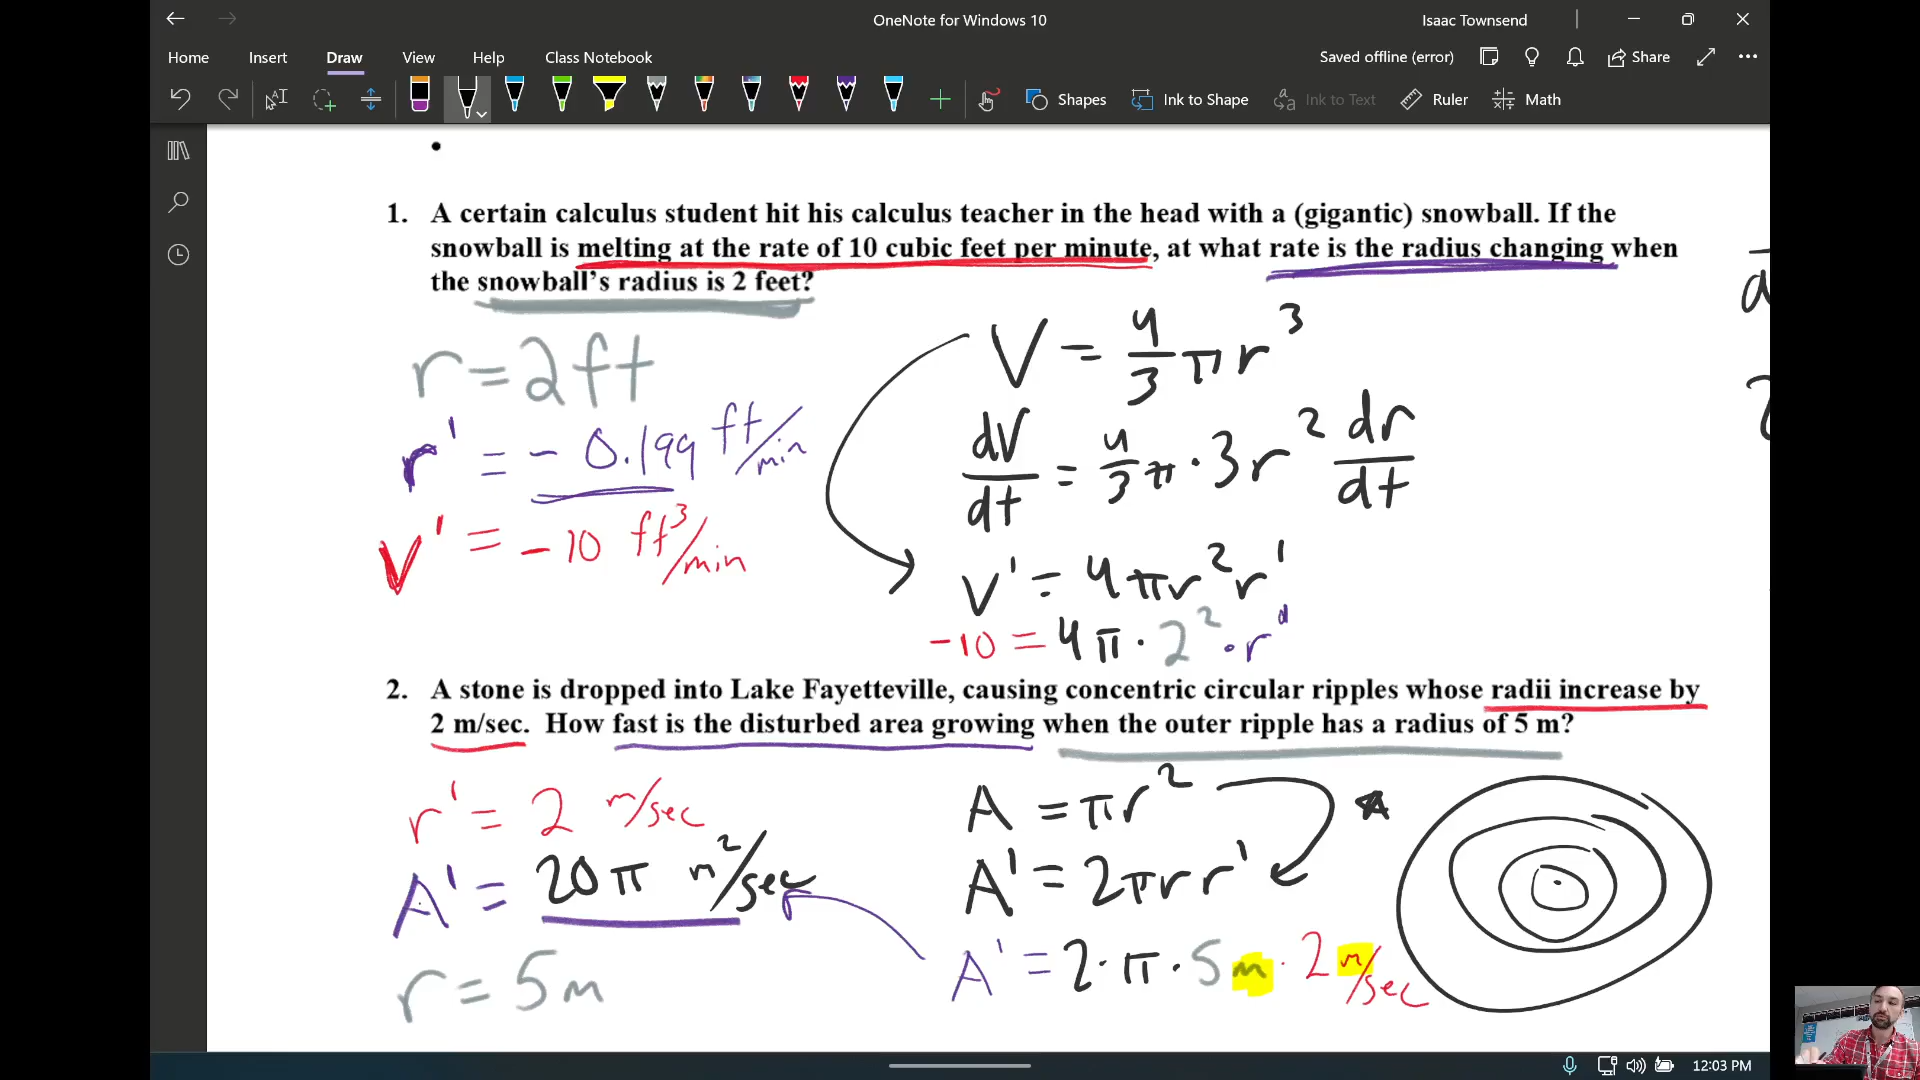 OneNote for Windows 10
Isaac Townsend
Home Insert Draw View Help Class Notebook
Saved offline (error) Share
Shapes Ink to Shape Ink to Text Ruler Math
1. A certain calculus student hit his calculus teacher in the head with a (gigantic) snowball. If the
snowball is melting at the rate of 10 cubic feet per minute, at what rate is the radius changing when
the snowball's radius is 2 feet?
r = 2 ft
r' = - 0.199 ft/min
V' = -10 ft³/min
V = 4/3 πr³
dV/dt = 4/3 π · 3r² dr/dt
V' = 4πr²r'
-10 = 4π · 2² · r'
2. A stone is dropped into Lake Fayetteville, causing concentric circular ripples whose radii increase by
2 m/sec. How fast is the disturbed area growing when the outer ripple has a radius of 5 m?
r' = 2 m/sec
A' = 20π m²/sec
r = 5m
A = πr²
A' = 2πr r'
A' = 2 · π · 5m · 2 m/sec
12:03 PM